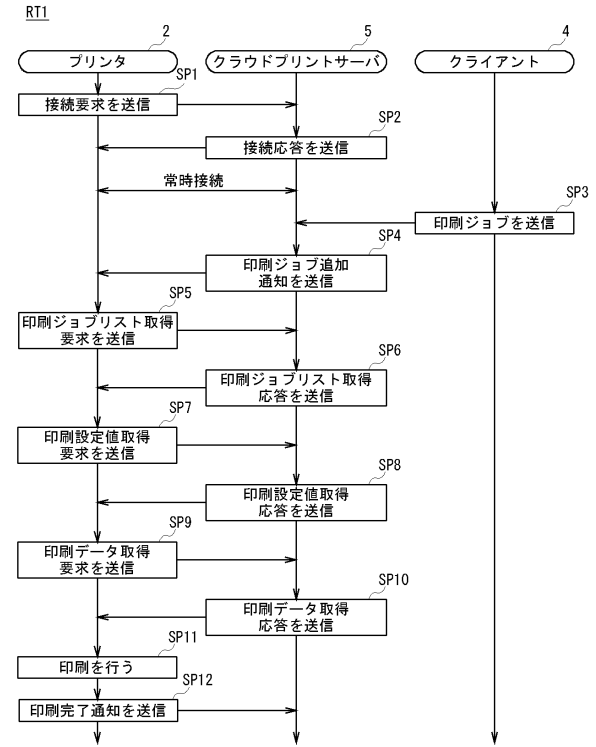 RT1
2
5
4
プリンタ
クラウドプリントサーバ
クライアント
SP1
接続要求を送信
SP2
接続応答を送信
常時接続
SP3
印刷ジョブを送信
SP4
印刷ジョブ追加
通知を送信
SP5
印刷ジョブリスト取得
要求を送信
SP6
印刷ジョブリスト取得
応答を送信
SP7
印刷設定値取得
要求を送信
SP8
印刷設定値取得
応答を送信
SP9
印刷データ取得
要求を送信
SP10
印刷データ取得
応答を送信
SP11
印刷を行う
SP12
印刷完了通知を送信